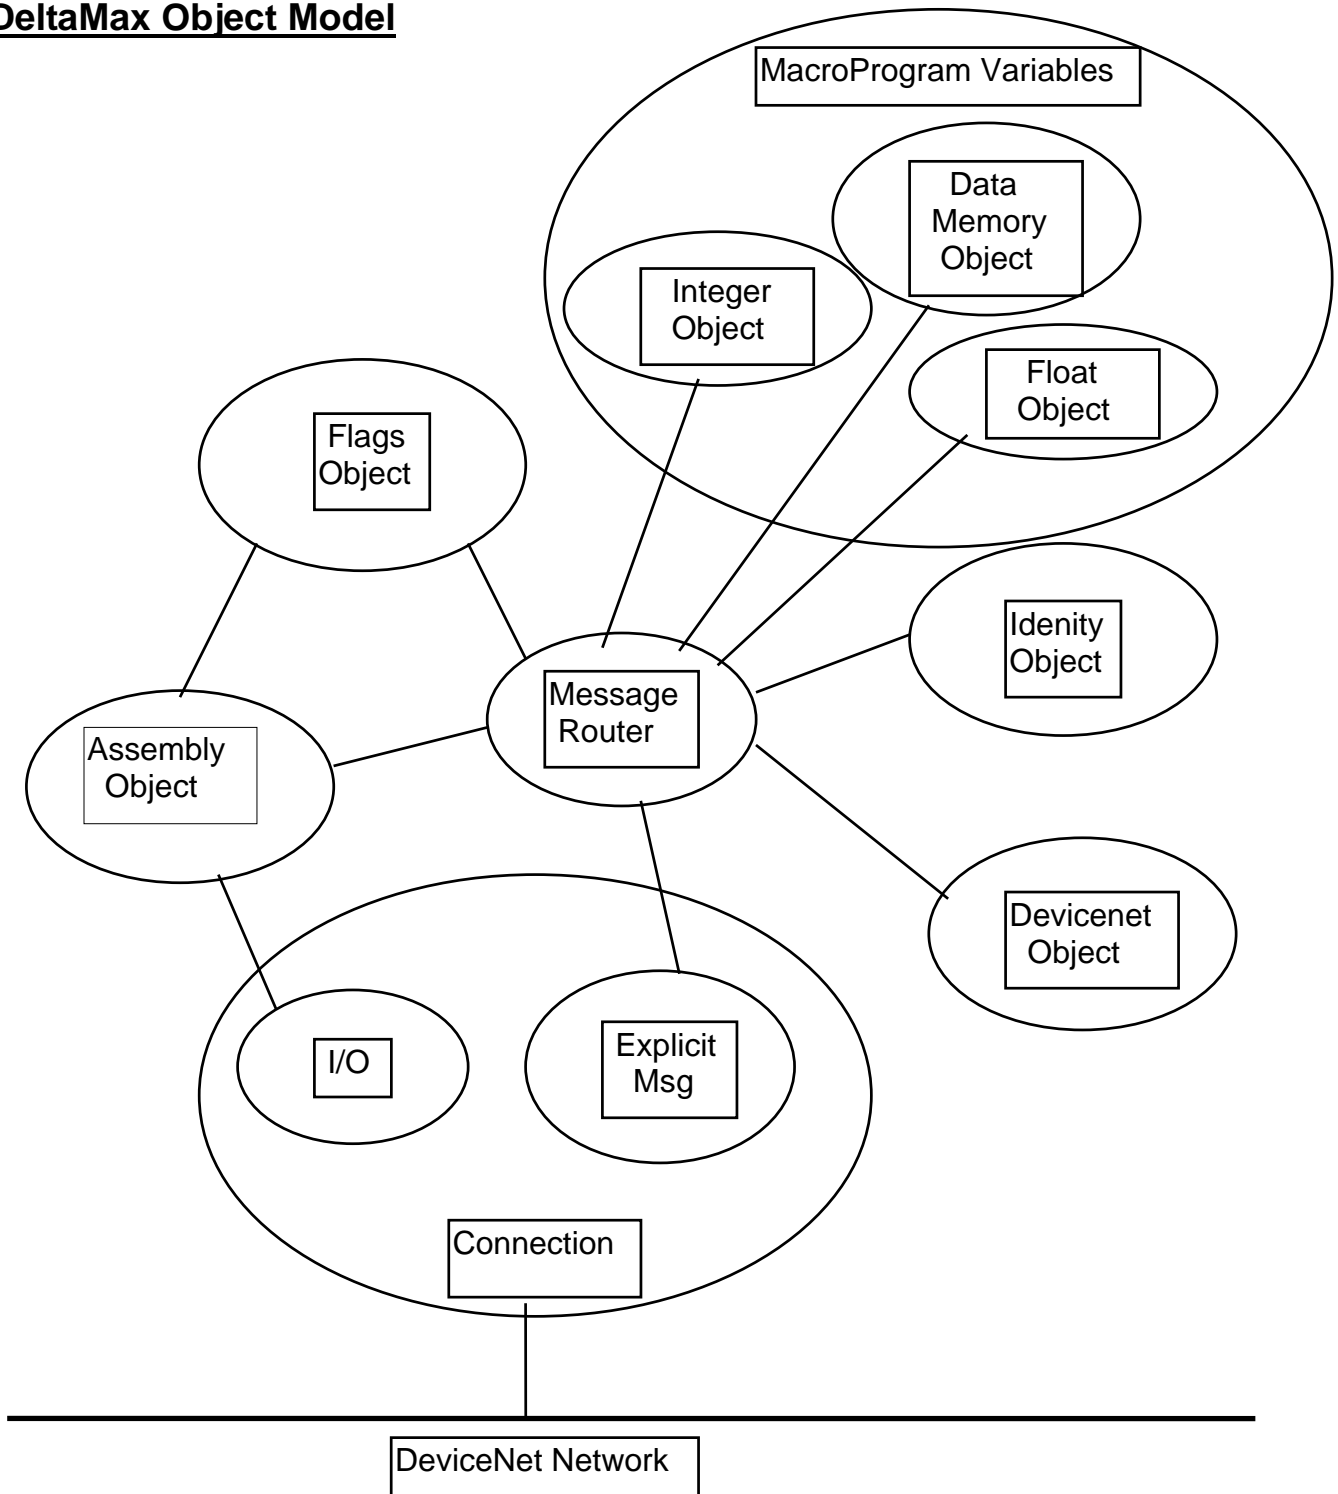 DeltaMax Object Model
MacroProgram Variables
Data
Memory
Object
Integer
Object
Float
Object
Flags
Object
Idenity
Object
Message
Router
Assembly
Object
Devicenet
Object
I/O
Explicit
Msg
Connection
DeviceNet Network